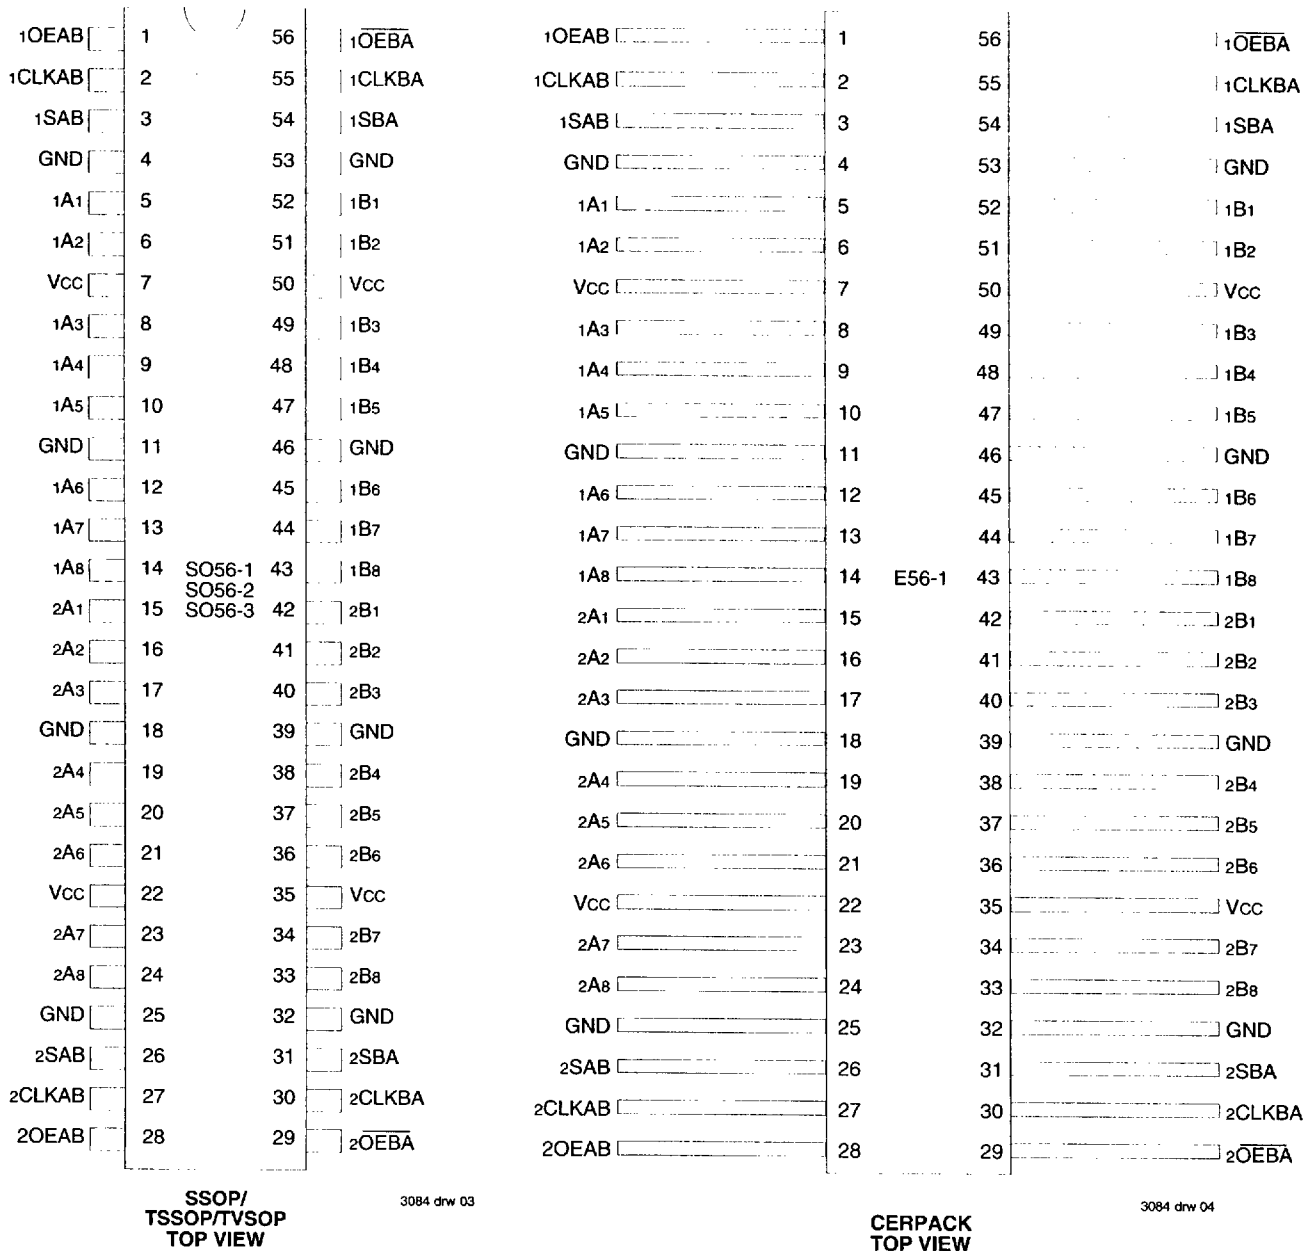 1OEAB 1 56 1OEBA
1CLKAB 2 55 1CLKBA
1SAB 3 54 1SBA
GND 4 53 GND
1A1 5 52 1B1
1A2 6 51 1B2
VCC 7 50 VCC
1A3 8 49 1B3
1A4 9 48 1B4
1A5 10 47 1B5
GND 11 46 GND
1A6 12 45 1B6
1A7 13 44 1B7
1A8 14 SO56-1 43 1B8
SO56-2
2A1 15 SO56-3 42 2B1
2A2 16 41 2B2
2A3 17 40 2B3
GND 18 39 GND
2A4 19 38 2B4
2A5 20 37 2B5
2A6 21 36 2B6
VCC 22 35 VCC
2A7 23 34 2B7
2A8 24 33 2B8
GND 25 32 GND
2SAB 26 31 2SBA
2CLKAB 27 30 2CLKBA
2OEAB 28 29 2OEBA
SSOP/
TSSOP/TVSOP
TOP VIEW
3084 drw 03
1OEAB 1 56 1OEBA
1CLKAB 2 55 1CLKBA
1SAB 3 54 1SBA
GND 4 53 GND
1A1 5 52 1B1
1A2 6 51 1B2
VCC 7 50 VCC
1A3 8 49 1B3
1A4 9 48 1B4
1A5 10 47 1B5
GND 11 46 GND
1A6 12 45 1B6
1A7 13 44 1B7
1A8 14 E56-1 43 1B8
2A1 15 42 2B1
2A2 16 41 2B2
2A3 17 40 2B3
GND 18 39 GND
2A4 19 38 2B4
2A5 20 37 2B5
2A6 21 36 2B6
VCC 22 35 VCC
2A7 23 34 2B7
2A8 24 33 2B8
GND 25 32 GND
2SAB 26 31 2SBA
2CLKAB 27 30 2CLKBA
2OEAB 28 29 2OEBA
CERPACK
TOP VIEW
3084 drw 04